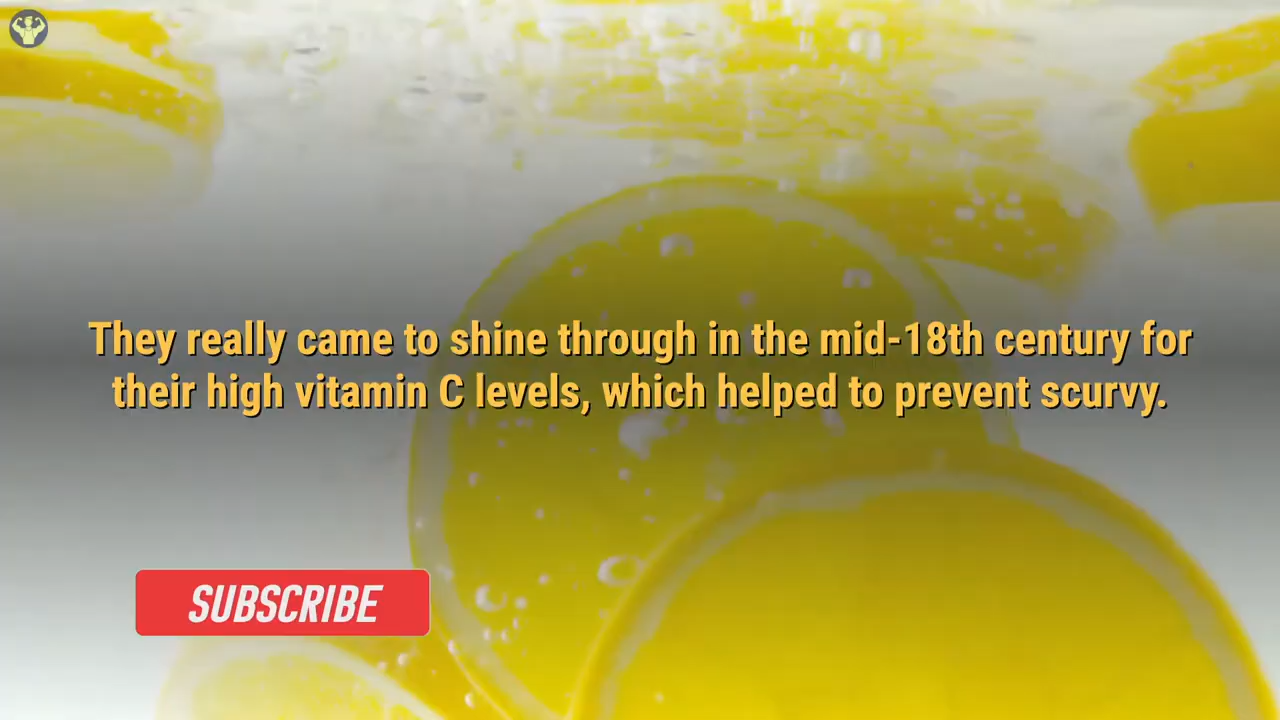 They really came to shine through in the mid-18th century for
their high vitamin C levels, which helped to prevent scurvy.
SUBSCRIBE